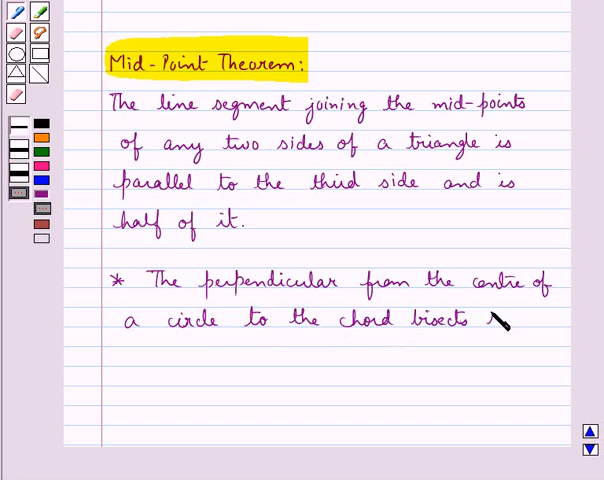 Mid-Point Theorem:
The line segment joining the mid-points
of any two sides of a triangle is
parallel to the third side and is
half of it.
* The perpendicular from the centre of
a circle to the chord bisects